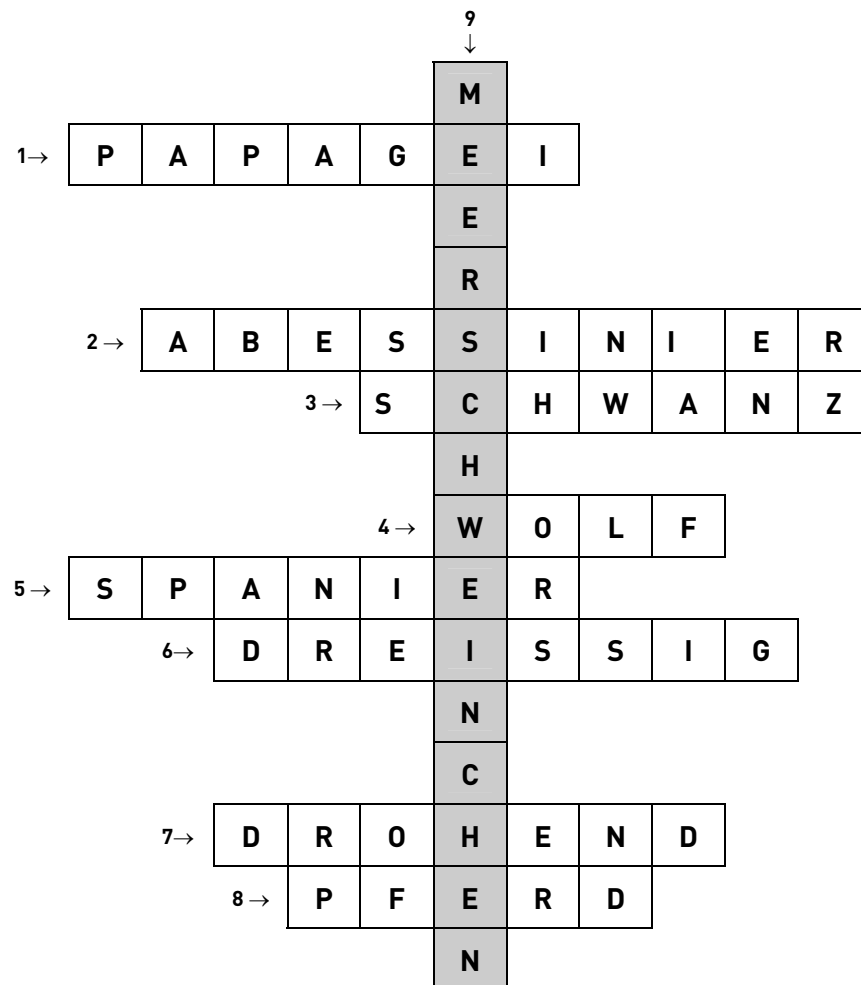 9
↓
M
1→ P A P A G E I
E
R
2→ A B E S S I N I E R
3→ S C H W A N Z
H
4→ W O L F
5→ S P A N I E R
6→ D R E I S S I G
N
C
7→ D R O H E N D
8→ P F E R D
N